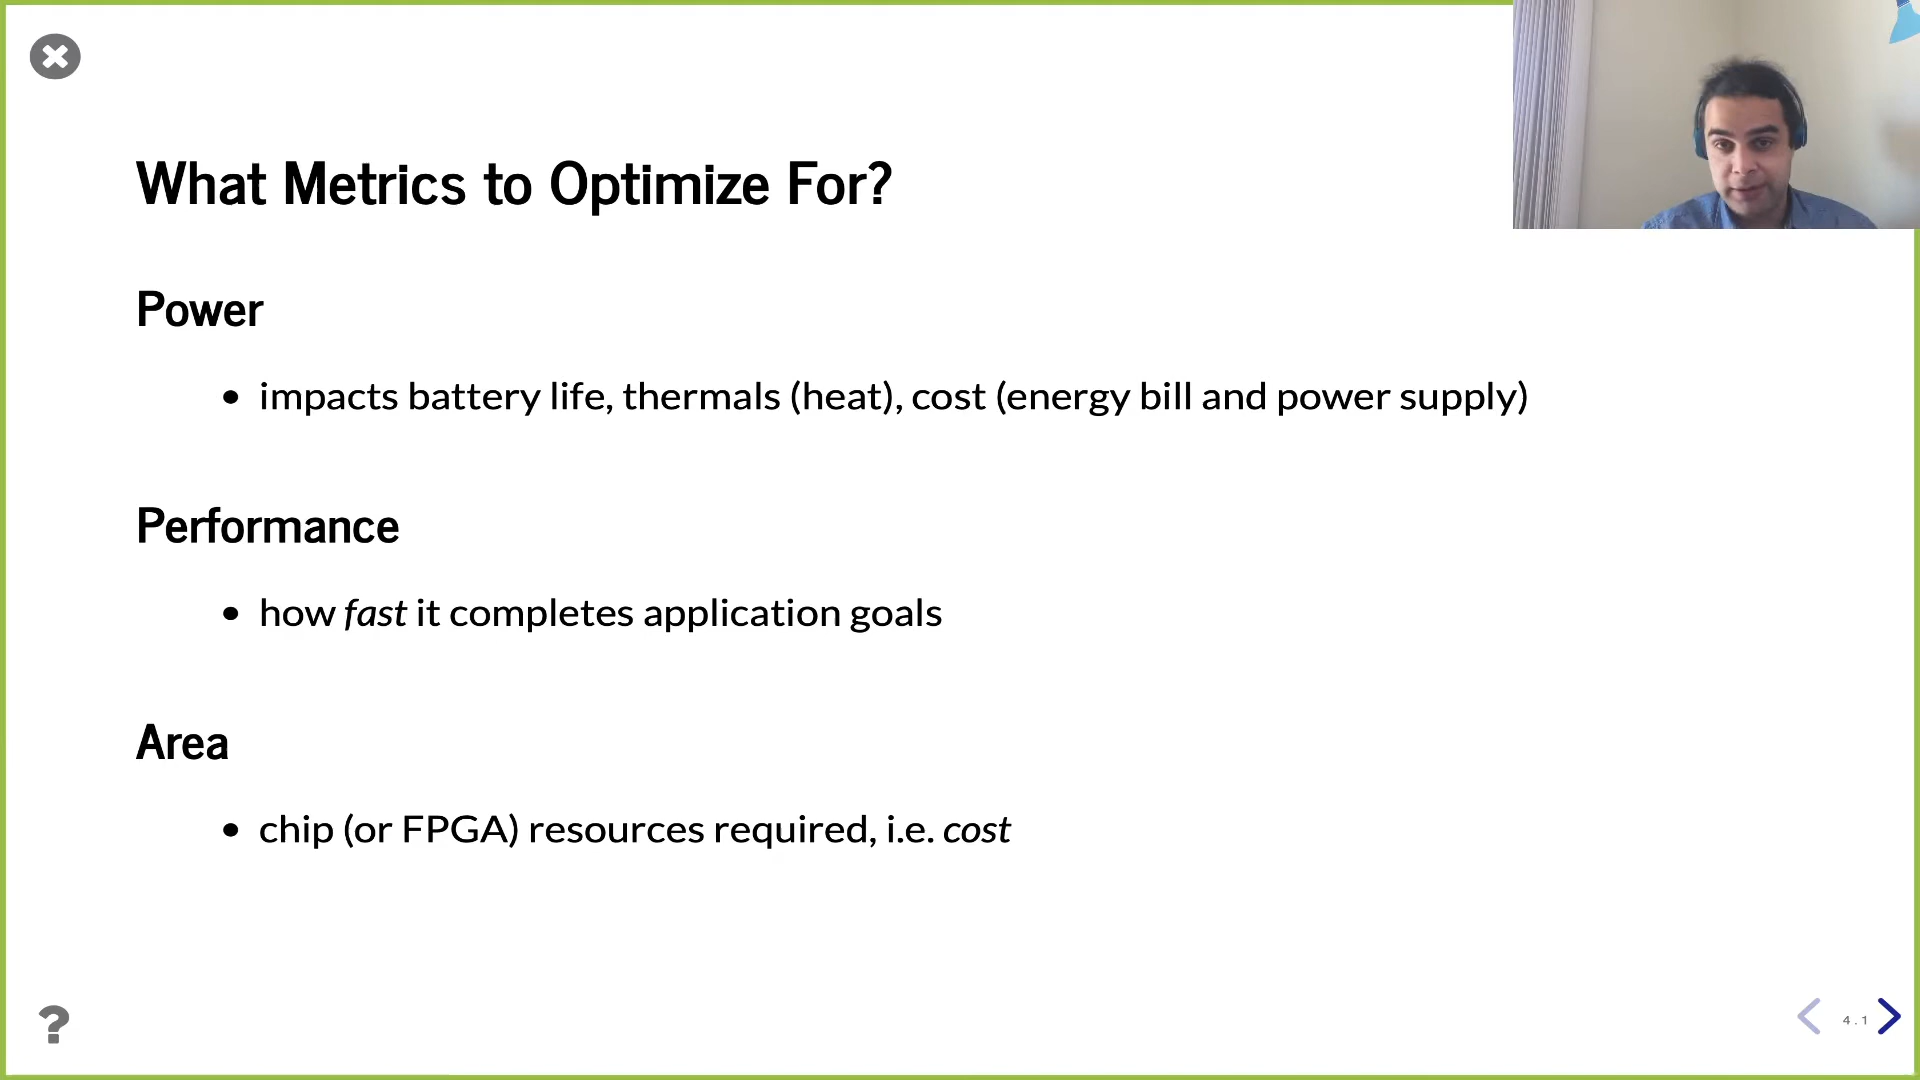 What Metrics to Optimize For?
Power
• impacts battery life, thermals (heat), cost (energy bill and power supply)
Performance
• how fast it completes application goals
Area
• chip (or FPGA) resources required, i.e. cost
?
4 . 1